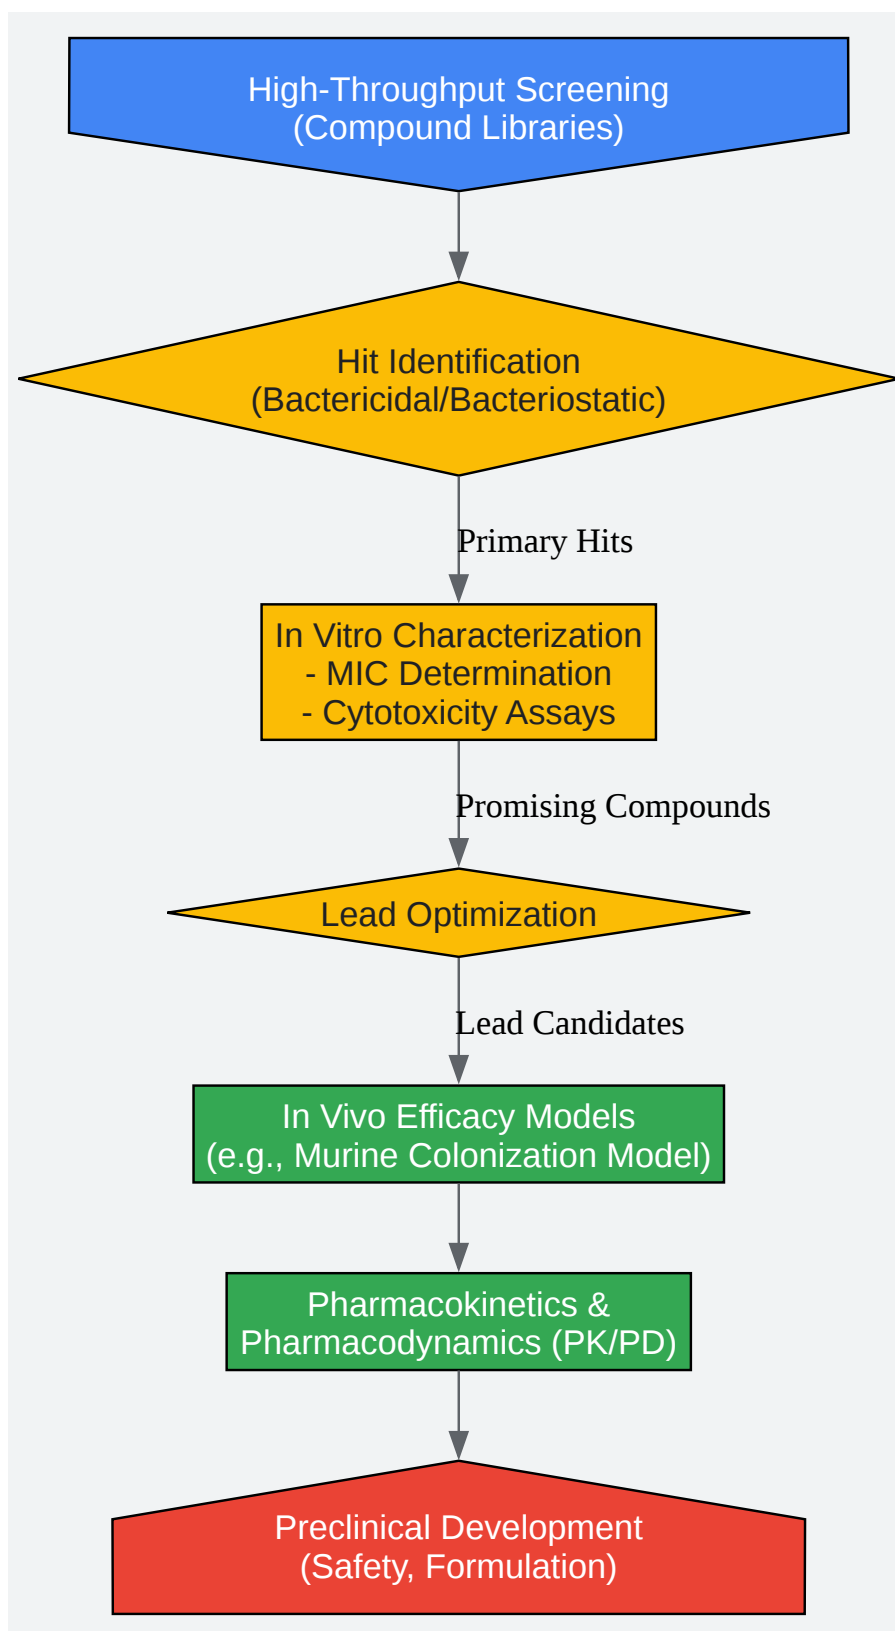 High-Throughput Screening
(Compound Libraries)
Hit Identification
(Bactericidal/Bacteriostatic)
Primary Hits
In Vitro Characterization
- MIC Determination
- Cytotoxicity Assays
Promising Compounds
Lead Optimization
Lead Candidates
In Vivo Efficacy Models
(e.g., Murine Colonization Model)
Pharmacokinetics &
Pharmacodynamics (PK/PD)
Preclinical Development
(Safety, Formulation)